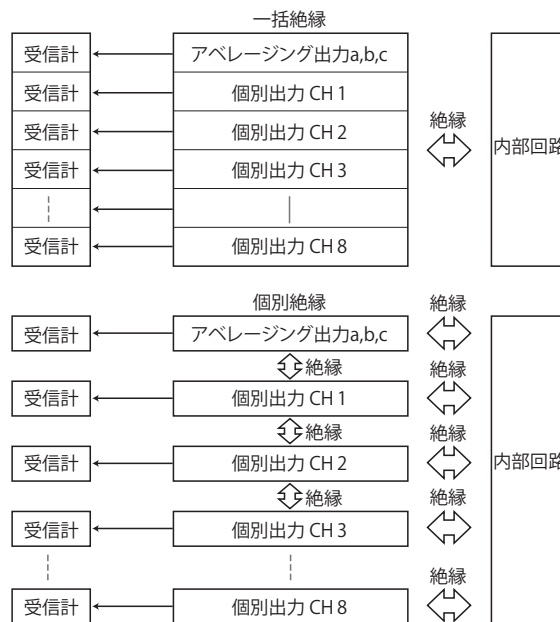 一括絶縁
受信計
アベレージング出力a,b,c
受信計
個別出力 CH 1
受信計
個別出力 CH 2
絶縁
内部回路
受信計
個別出力 CH 3
受信計
個別出力 CH 8
個別絶縁
絶縁
受信計
アベレージング出力a,b,c
絶縁
絶縁
受信計
個別出力 CH 1
絶縁
絶縁
受信計
個別出力 CH 2
内部回路
絶縁
絶縁
受信計
個別出力 CH 3
絶縁
受信計
個別出力 CH 8